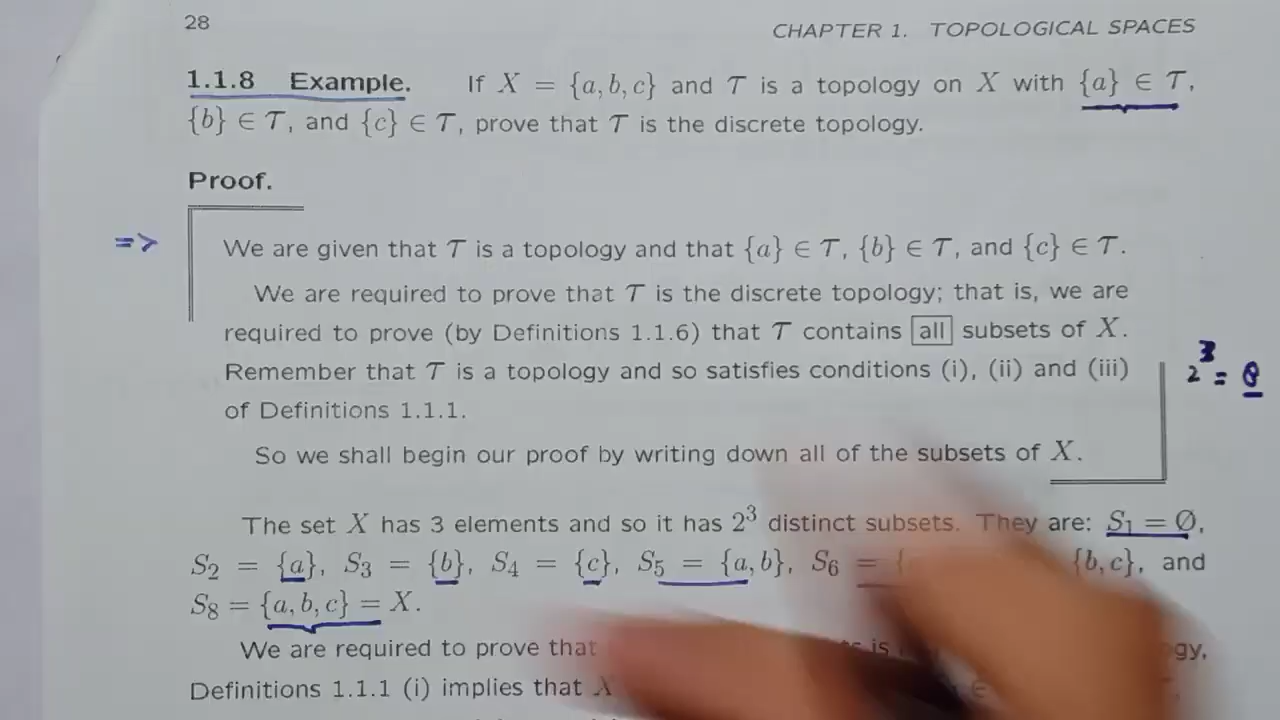 28 CHAPTER 1. TOPOLOGICAL SPACES
1.1.8 Example. If X = {a, b, c} and 𝒯 is a topology on X with {a} ∈ 𝒯,
{b} ∈ 𝒯, and {c} ∈ 𝒯, prove that 𝒯 is the discrete topology.
Proof.
=>
We are given that 𝒯 is a topology and that {a} ∈ 𝒯, {b} ∈ 𝒯, and {c} ∈ 𝒯.
We are required to prove that 𝒯 is the discrete topology; that is, we are
required to prove (by Definitions 1.1.6) that 𝒯 contains all subsets of X.
Remember that 𝒯 is a topology and so satisfies conditions (i), (ii) and (iii)
of Definitions 1.1.1.
2³ = 8
So we shall begin our proof by writing down all of the subsets of X.
The set X has 3 elements and so it has 2³ distinct subsets. They are: S₁ = Ø,
S₂ = {a}, S₃ = {b}, S₄ = {c}, S₅ = {a, b}, S₆ = { {b, c}, and
S₈ = {a, b, c} = X.
We are required to prove that
Definitions 1.1.1 (i) implies that X